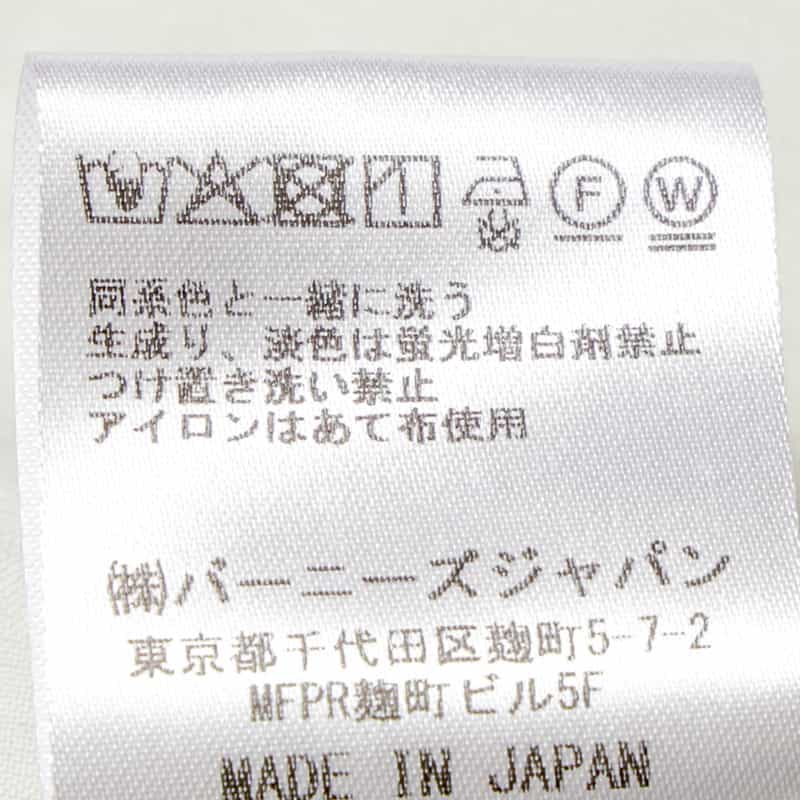 F W
同系色と一緒に洗う
生成り、淡色は蛍光増白剤禁止
つけ置き洗い禁止
アイロンはあて布使用
㈱バーニーズジャパン
東京都千代田区麹町5-7-2
MFPR麹町ビル5F
MADE IN JAPAN